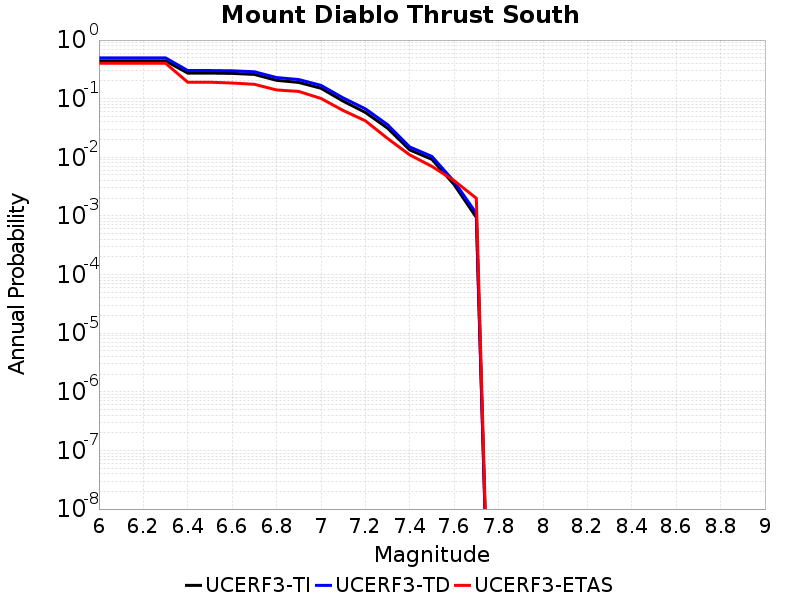 Mount Diablo Thrust South
Annual Probability
10^0
10^-1
10^-2
10^-3
10^-4
10^-5
10^-6
10^-7
10^-8
6 6.2 6.4 6.6 6.8 7 7.2 7.4 7.6 7.8 8 8.2 8.4 8.6 8.8 9
Magnitude
UCERF3-TI UCERF3-TD UCERF3-ETAS